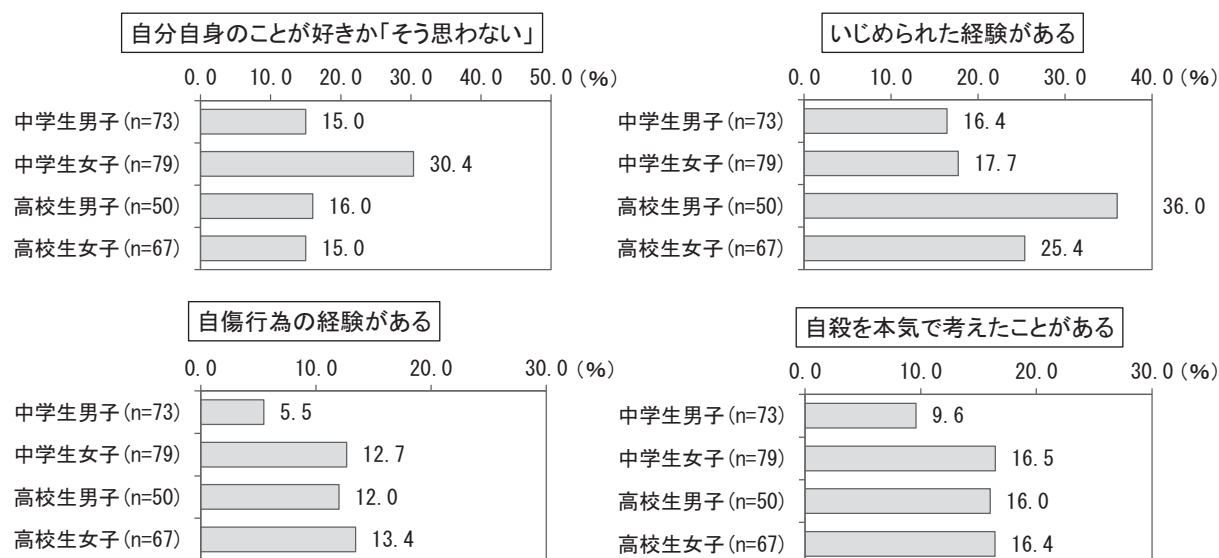 自分自身のことが好きか「そう思わない」
0.0 10.0 20.0 30.0 40.0 50.0 (%)
中学生男子(n=73) 15.0
中学生女子(n=79) 30.4
高校生男子(n=50) 16.0
高校生女子(n=67) 15.0
いじめられた経験がある
0.0 10.0 20.0 30.0 40.0 (%)
中学生男子(n=73) 16.4
中学生女子(n=79) 17.7
高校生男子(n=50) 36.0
高校生女子(n=67) 25.4
自傷行為の経験がある
0.0 10.0 20.0 30.0 (%)
中学生男子(n=73) 5.5
中学生女子(n=79) 12.7
高校生男子(n=50) 12.0
高校生女子(n=67) 13.4
自殺を本気で考えたことがある
0.0 10.0 20.0 30.0 (%)
中学生男子(n=73) 9.6
中学生女子(n=79) 16.5
高校生男子(n=50) 16.0
高校生女子(n=67) 16.4